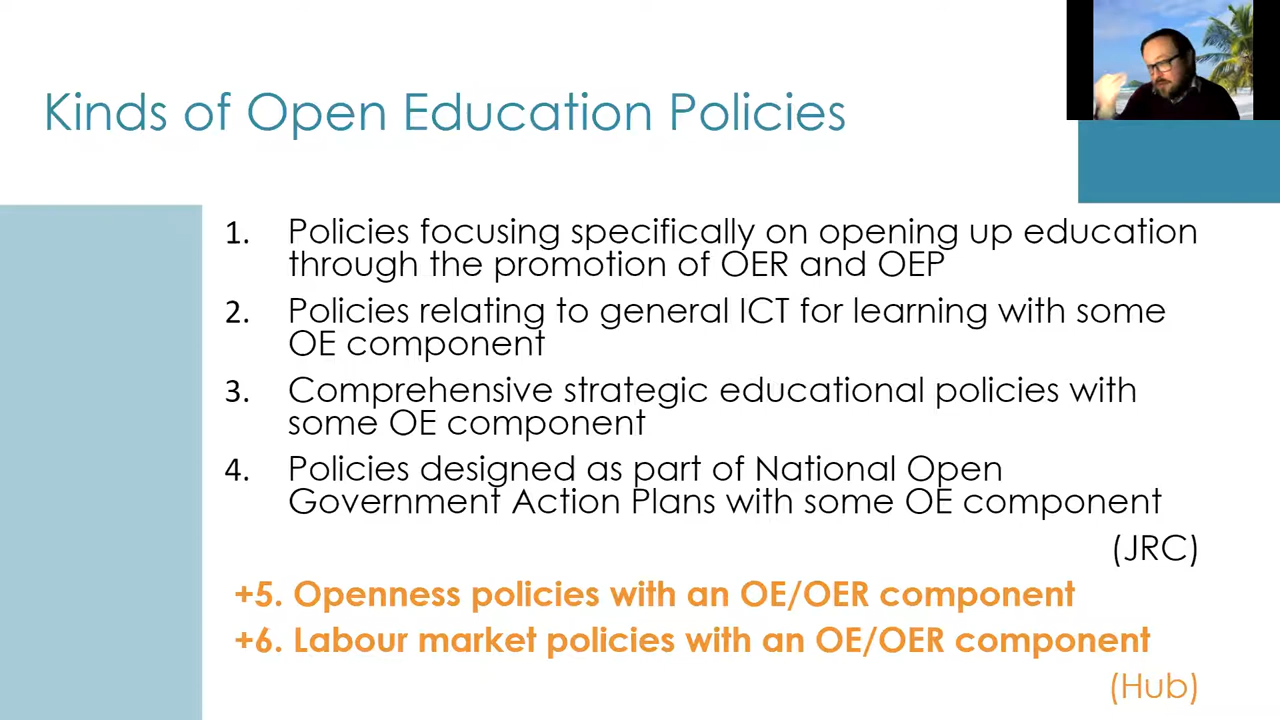 Kinds of Open Education Policies
1. Policies focusing specifically on opening up education
through the promotion of OER and OEP
2. Policies relating to general ICT for learning with some
OE component
3. Comprehensive strategic educational policies with
some OE component
4. Policies designed as part of National Open
Government Action Plans with some OE component
(JRC)
+5. Openness policies with an OE/OER component
+6. Labour market policies with an OE/OER component
(Hub)